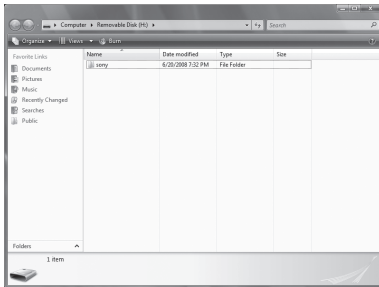 Computer ▸ Removable Disk (H:) ▸
Search
Organize Views Burn
Favorite Links
Documents
Pictures
Music
Recently Changed
Searches
Public
Folders
Name Date modified Type Size
sony 6/20/2008 7:32 PM File Folder
1 item